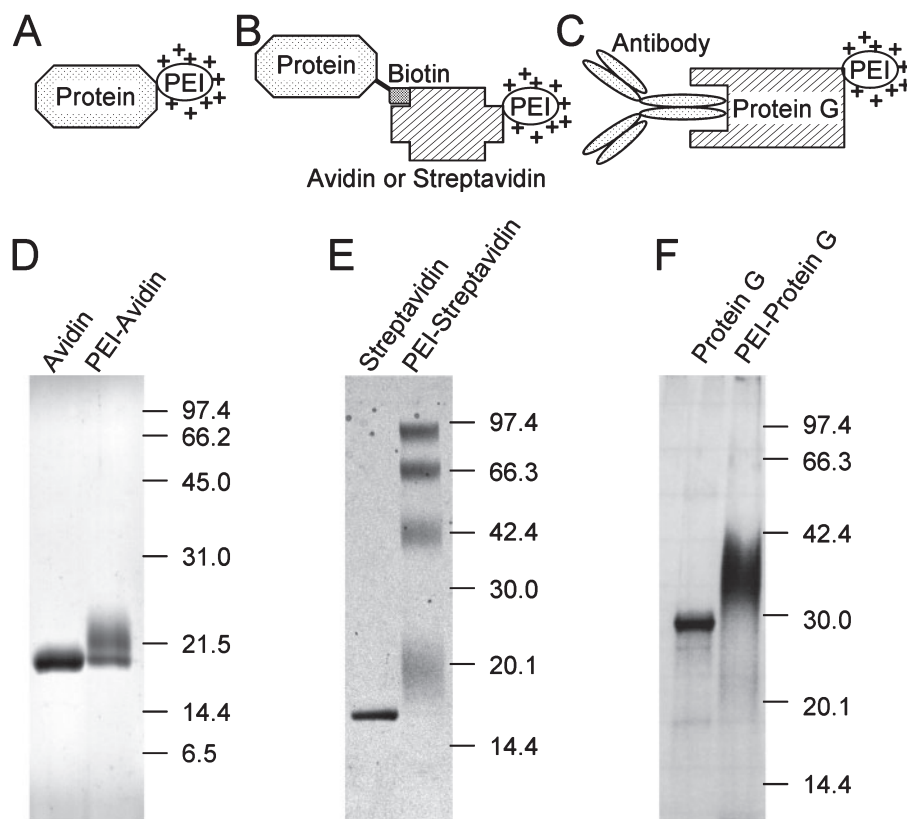 A
Protein
PEI
B
Protein
Biotin
PEI
Avidin or Streptavidin
C
Antibody
Protein G
PEI
D
Avidin
PEI-Avidin
97.4
66.2
45.0
31.0
21.5
14.4
6.5
E
Streptavidin
PEI-Streptavidin
97.4
66.3
42.4
30.0
20.1
14.4
F
Protein G
PEI-Protein G
97.4
66.3
42.4
30.0
20.1
14.4